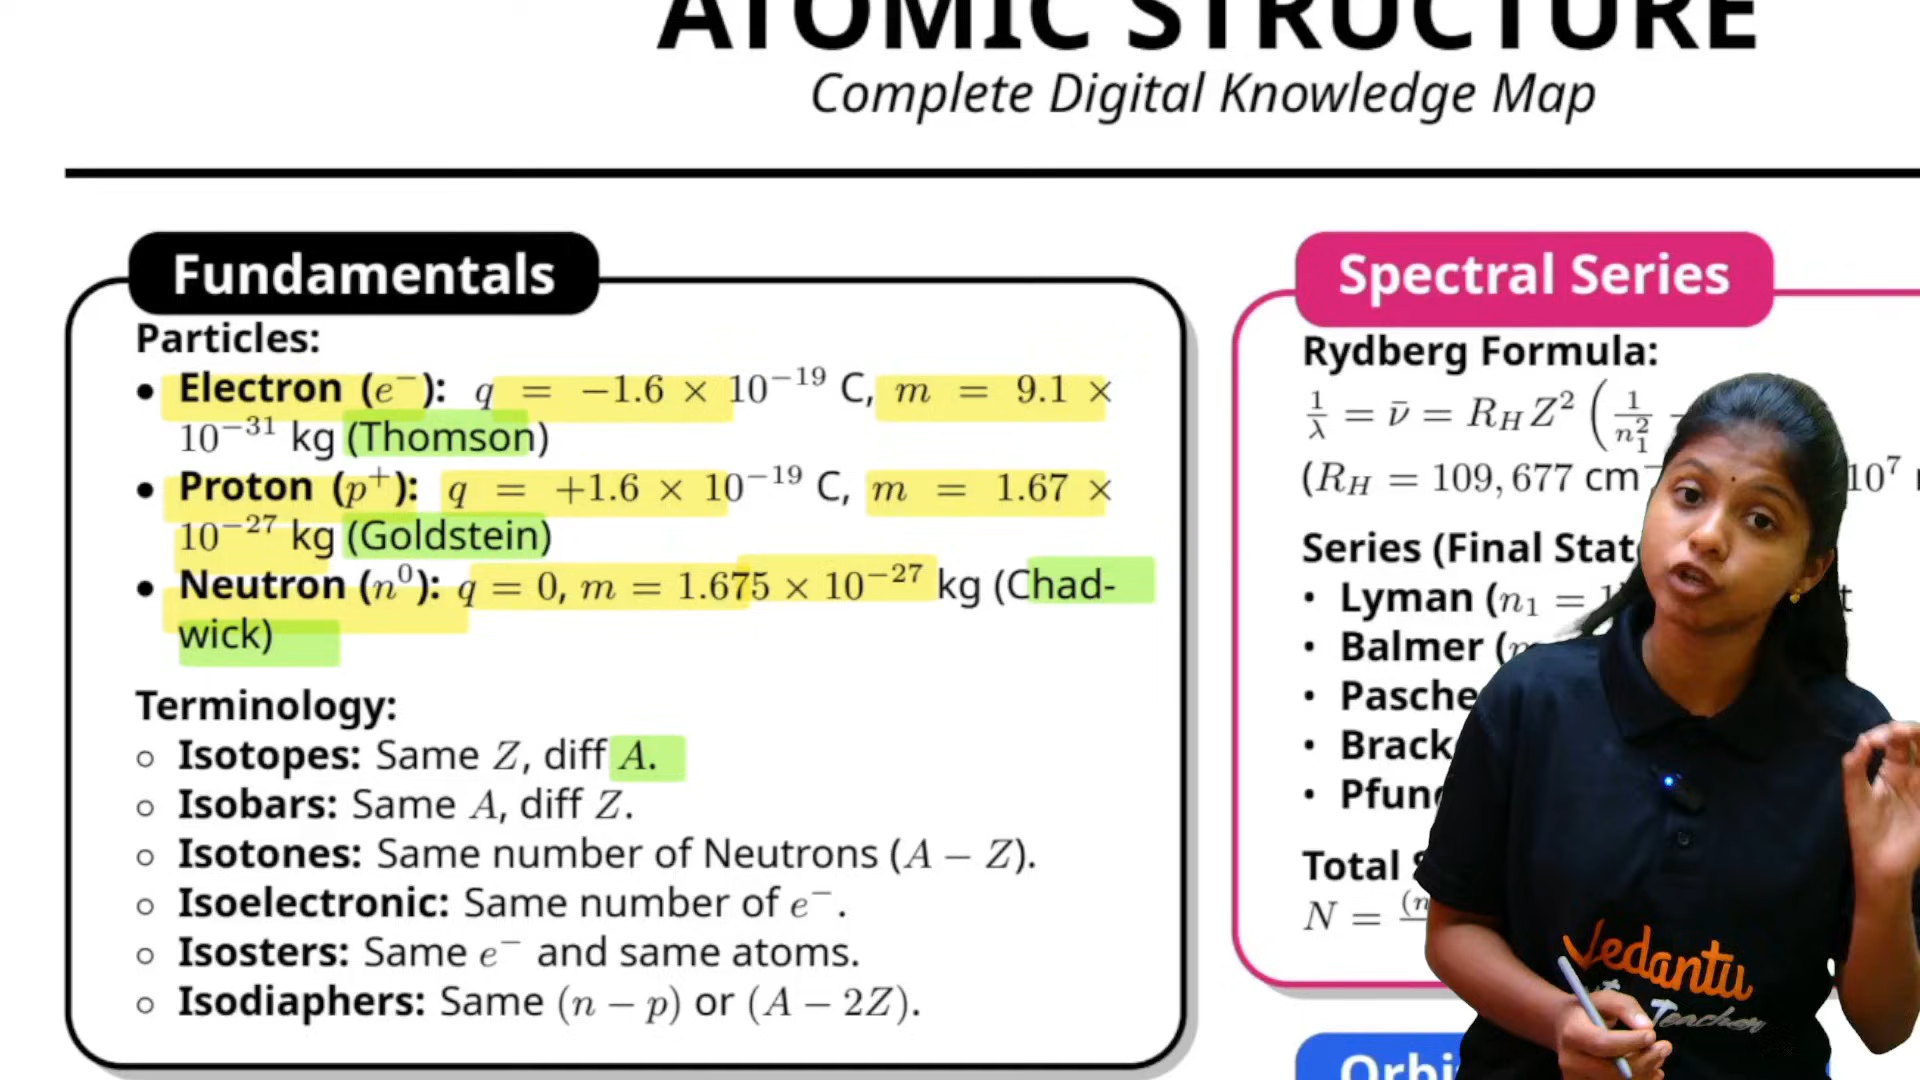 ATOMIC STRUCTURE
Complete Digital Knowledge Map
Fundamentals
Particles:
• Electron (e⁻): q = −1.6 × 10⁻¹⁹ C, m = 9.1 ×
10⁻³¹ kg (Thomson)
• Proton (p⁺): q = +1.6 × 10⁻¹⁹ C, m = 1.67 ×
10⁻²⁷ kg (Goldstein)
• Neutron (n⁰): q = 0, m = 1.675 × 10⁻²⁷ kg (Chad-
wick)
Terminology:
○ Isotopes: Same Z, diff A.
○ Isobars: Same A, diff Z.
○ Isotones: Same number of Neutrons (A − Z).
○ Isoelectronic: Same number of e⁻.
○ Isosters: Same e⁻ and same atoms.
○ Isodiaphers: Same (n − p) or (A − 2Z).
Spectral Series
Rydberg Formula:
1/λ = ν̄ = R_H Z² (1/n₁²
(R_H = 109,677 cm⁻ 10⁷
Series (Final Stat
• Lyman (n₁ = 1
• Balmer (
• Pasche
• Brack
• Pfun
Total
N = (n
Orbi
Vedantu
Teacher